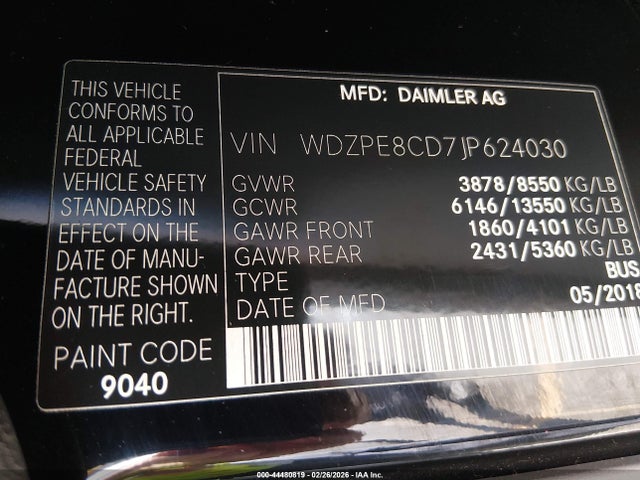 THIS VEHICLE
CONFORMS TO
ALL APPLICABLE
FEDERAL
VEHICLE SAFETY
STANDARDS IN
EFFECT ON THE
DATE OF MANU-
FACTURE SHOWN
ON THE RIGHT.
PAINT CODE
9040
MFD: DAIMLER AG
VIN WDZPE8CD7JP624030
GVWR 3878/8550 KG/LB
GCWR 6146/13550 KG/LB
GAWR FRONT 1860/4101 KG/LB
GAWR REAR 2431/5360 KG/LB
TYPE BUS
DATE OF MFD 05/2018
000-44480819 | 02/26/2026 | © IAA Inc.